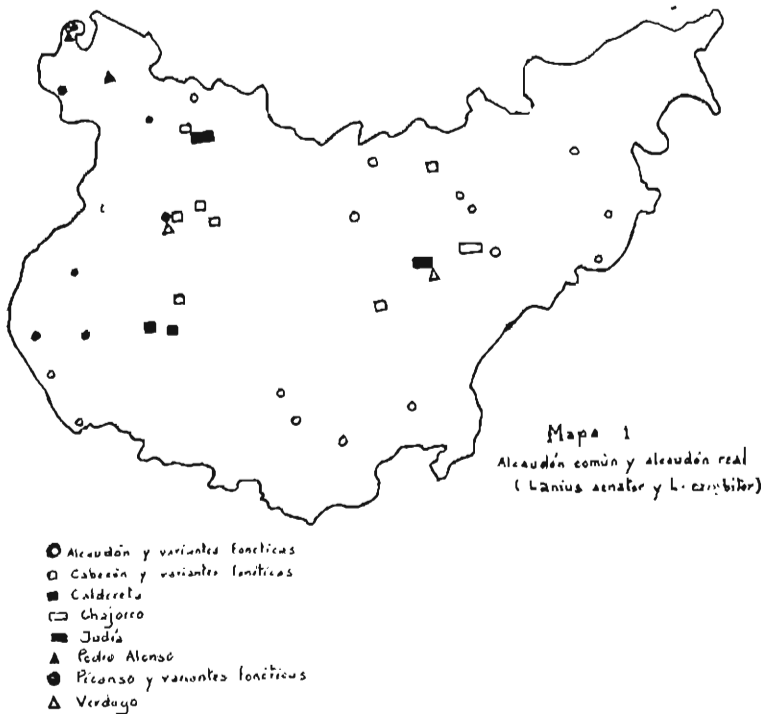 Mapa 1
Alcaudón común y alcaudón real
(Lanius senator y L. excubitor)
Alcaudón y variantes fonéticas
Cabezón y variantes fonéticas
Caldereta
Chajorco
Judía
Pedro Alonso
Picanso y variantes fonéticas
Verdugo